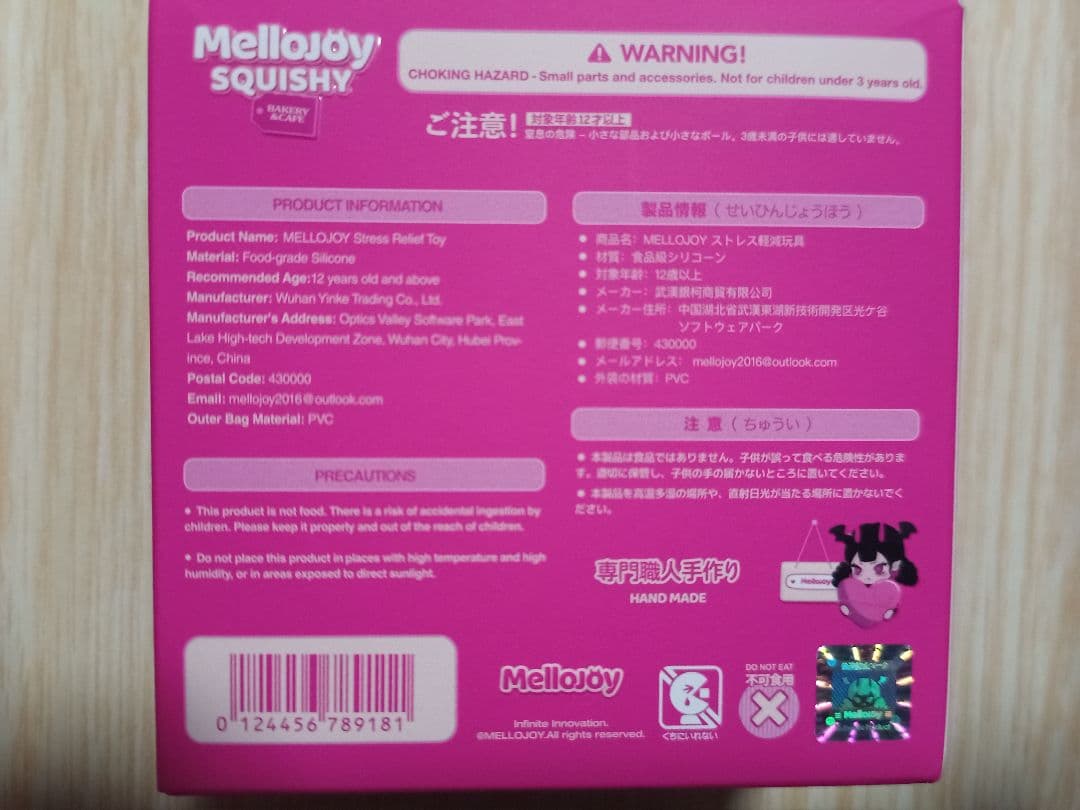 MellOJOy
SQUISHY
BAKERY
&CAFE
WARNING!
CHOKING HAZARD - Small parts and accessories. Not for children under 3 years old.
ご注意!
対象年齢12才以上
窒息の危険 – 小さな部品および小さなボール。3歳未満の子供には適していません。
PRODUCT INFORMATION
Product Name: MELLOJOY Stress Relief Toy
Material: Food-grade Silicone
Recommended Age:12 years old and above
Manufacturer: Wuhan Yinke Trading Co., Ltd.
Manufacturer's Address: Optics Valley Software Park, East
Lake High-tech Development Zone, Wuhan City, Hubei Prov-
ince, China
Postal Code: 430000
Email: mellojoy2016@outlook.com
Outer Bag Material: PVC
PRECAUTIONS
• This product is not food. There is a risk of accidental ingestion by
children. Please keep it properly and out of the reach of children.
• Do not place this product in places with high temperature and high
humidity, or in areas exposed to direct sunlight.
製品情報(せいひんじょうほう)
● 商品名: MELLOJOY ストレス軽減玩具
● 材質: 食品級シリコーン
● 対象年齢: 12歳以上
● メーカー: 武漢銀柯商貿有限公司
● メーカー住所: 中国湖北省武漢東湖新技術開発区光ケ谷
ソフトウェアパーク
● 郵便番号: 430000
● メールアドレス: mellojoy2016@outlook.com
● 外装の材質: PVC
注意(ちゅうい)
● 本製品は食品ではありません。子供が誤って食べる危険性がありま
す。適切に保管し、子供の手の届かないところに置いてください。
● 本製品を高温多湿の場所や、直射日光が当たる場所に置かないでく
ださい。
専門職人手作り
HAND MADE
MelloJoy
0 124456 789181
MellOJOy
Infinite Innovation.
©MELLOJOY.All rights reserved.
くちにいれない
DO NOT EAT
不可食用
MelloJoy